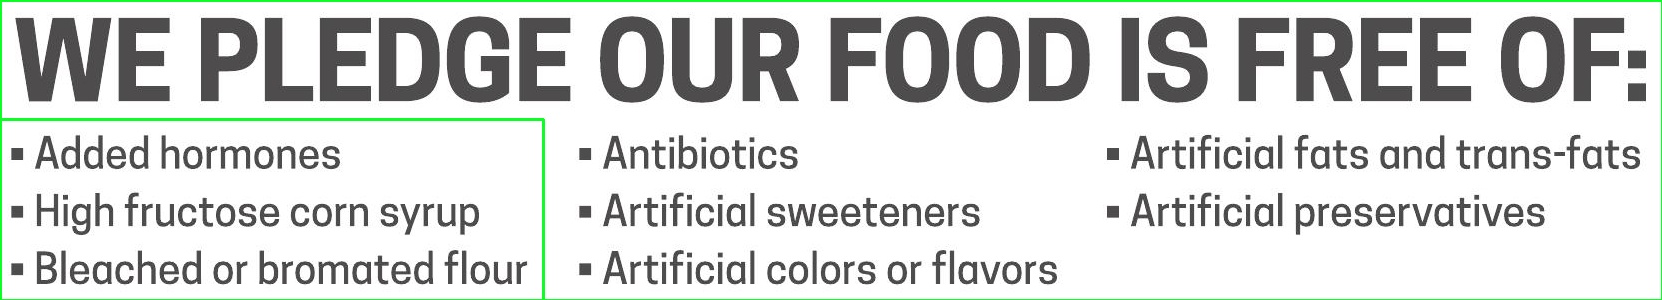 WE PLEDGE OUR FOOD IS FREE OF:
▪ Added hormones
▪ High fructose corn syrup
▪ Bleached or bromated flour
▪ Antibiotics
▪ Artificial sweeteners
▪ Artificial colors or flavors
▪ Artificial fats and trans-fats
▪ Artificial preservatives